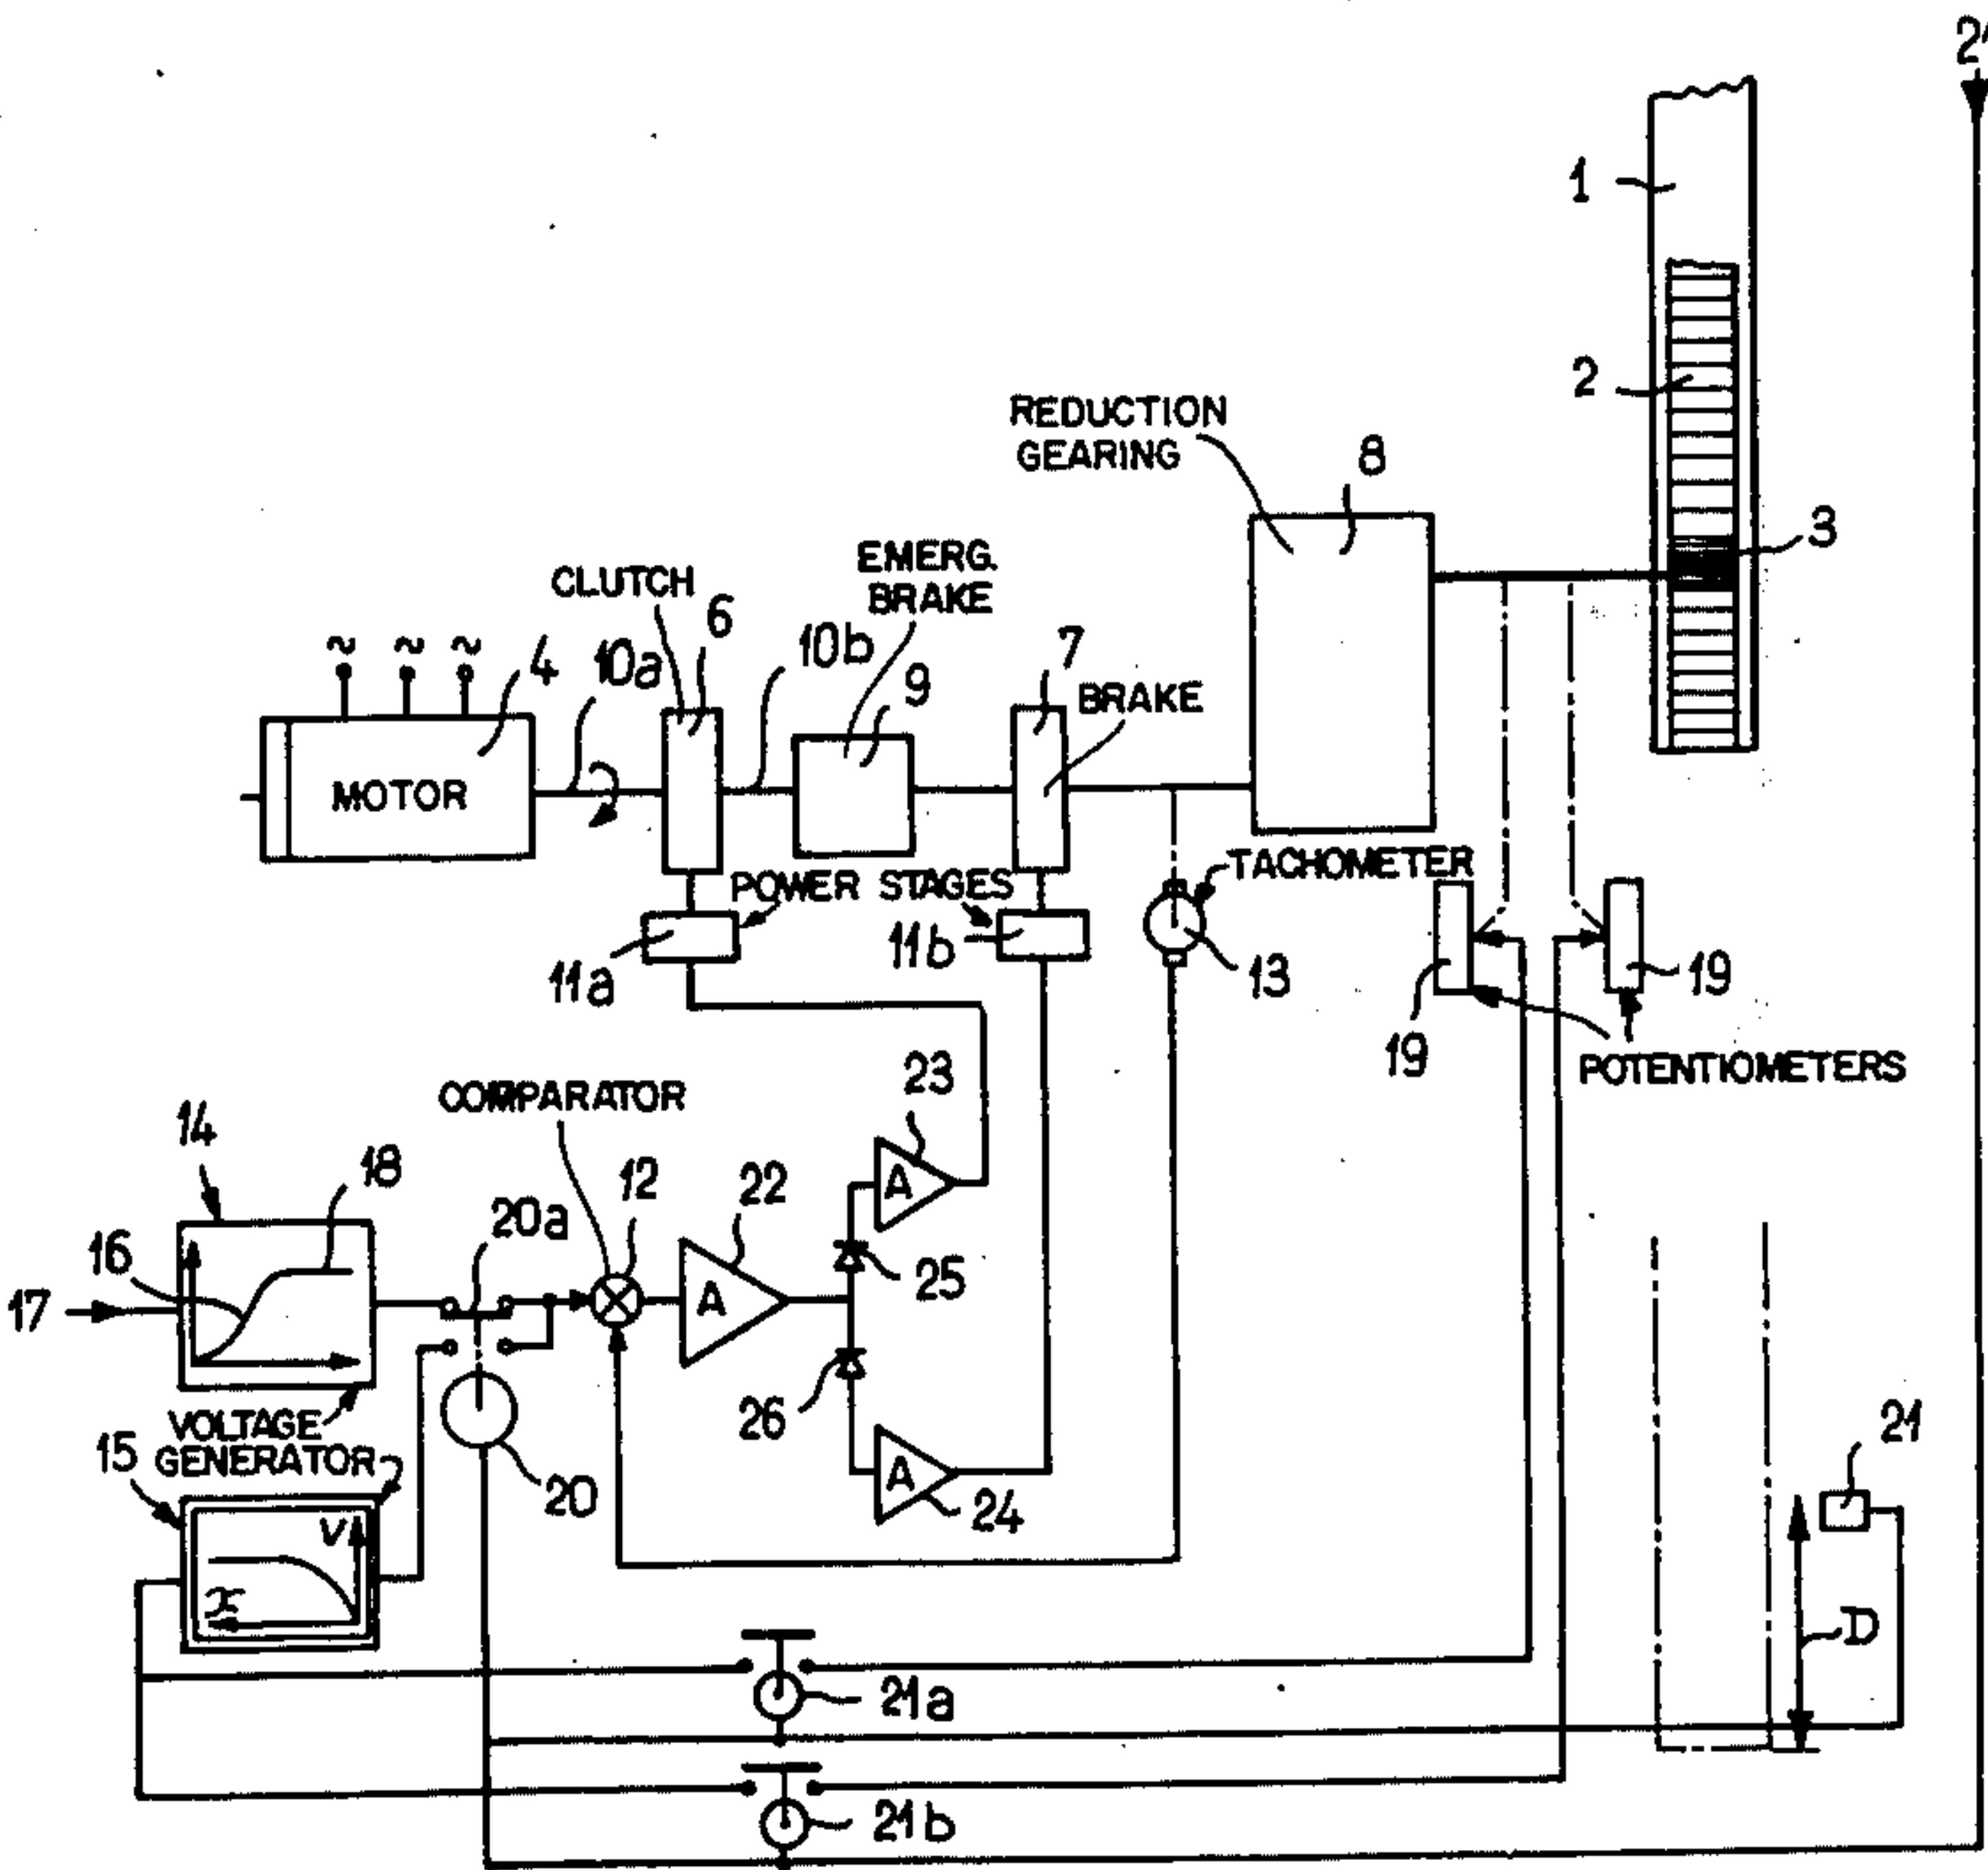 1
2
REDUCTION
GEARING
8
3
CLUTCH
6
EMERG.
BRAKE
10b
9
7
BRAKE
~ ~ ~
4
10a
MOTOR
POWER STAGES
11a
11b
TACHOMETER
13
19
19
POTENTIOMETERS
COMPARATOR
12
22
23
A
A
25
26
A
24
14
18
16
17
20a
20
VOLTAGE
GENERATOR
15
V
x
21
D
21a
21b